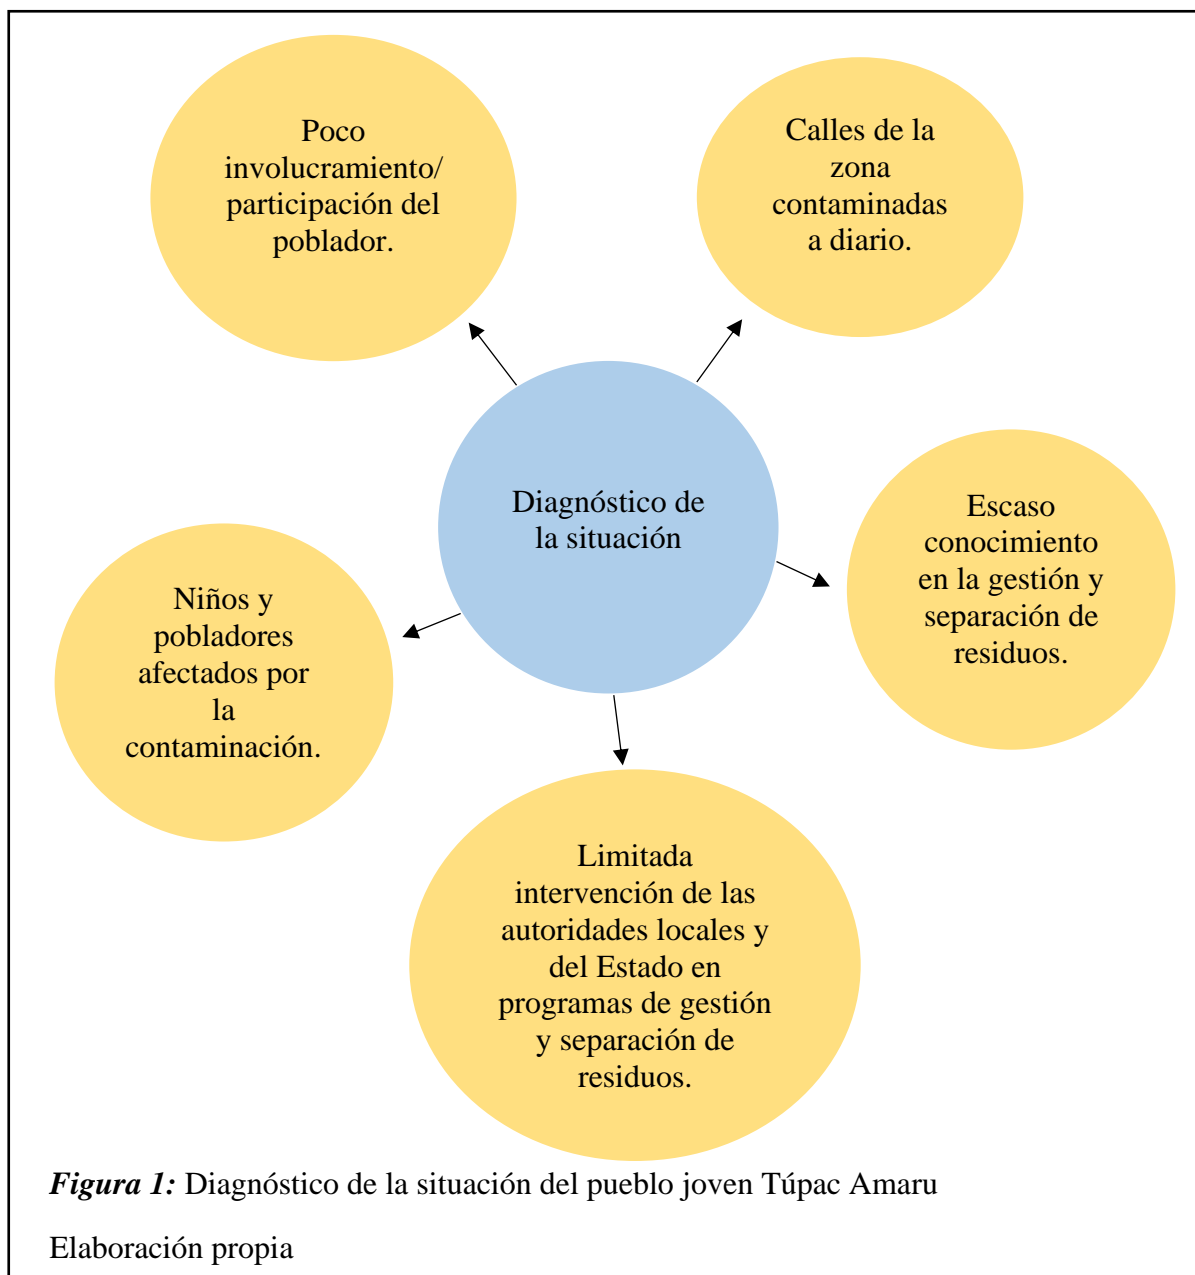 Poco
involucramiento/
participación del
poblador.
Calles de la
zona
contaminadas
a diario.
Diagnóstico de
la situación
Escaso
conocimiento
en la gestión y
separación de
residuos.
Niños y
pobladores
afectados por
la
contaminación.
Limitada
intervención de las
autoridades locales y
del Estado en
programas de gestión
y separación de
residuos.
Figura 1: Diagnóstico de la situación del pueblo joven Túpac Amaru
Elaboración propia